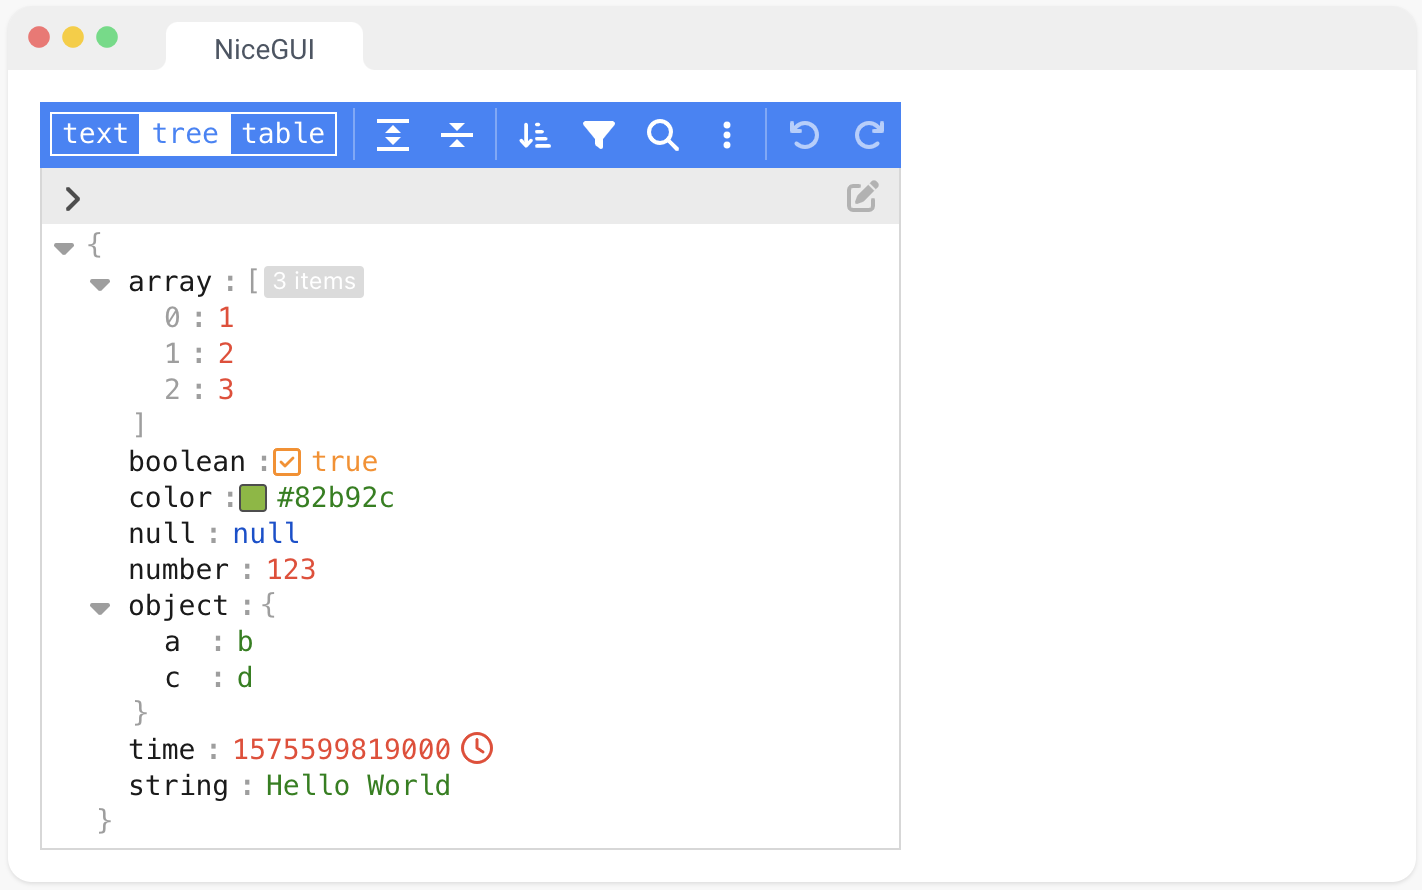 NiceGUI
text tree table
{
array : [ 3 items
0 : 1
1 : 2
2 : 3
]
boolean : true
color : #82b92c
null : null
number : 123
object : {
a : b
c : d
}
time : 1575599819000
string : Hello World
}